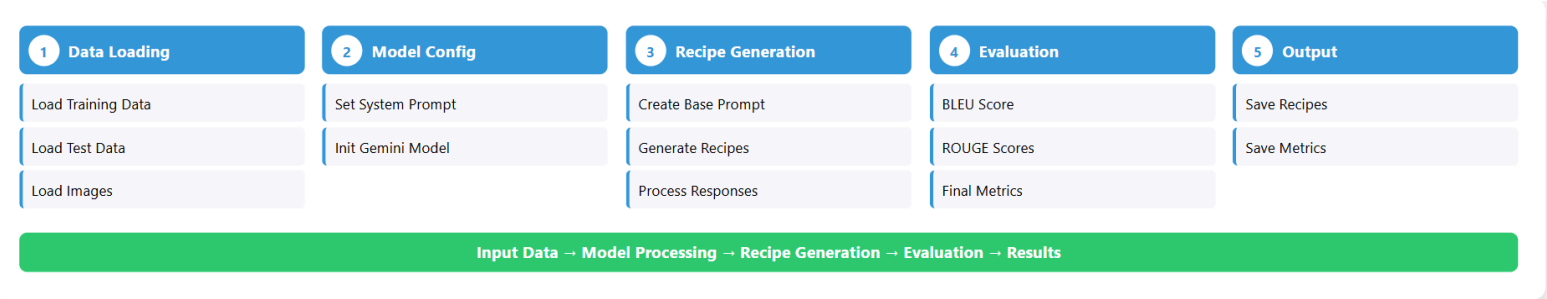 1 Data Loading
Load Training Data
Load Test Data
Load Images
2 Model Config
Set System Prompt
Init Gemini Model
3 Recipe Generation
Create Base Prompt
Generate Recipes
Process Responses
4 Evaluation
BLEU Score
ROUGE Scores
Final Metrics
5 Output
Save Recipes
Save Metrics
Input Data → Model Processing → Recipe Generation → Evaluation → Results